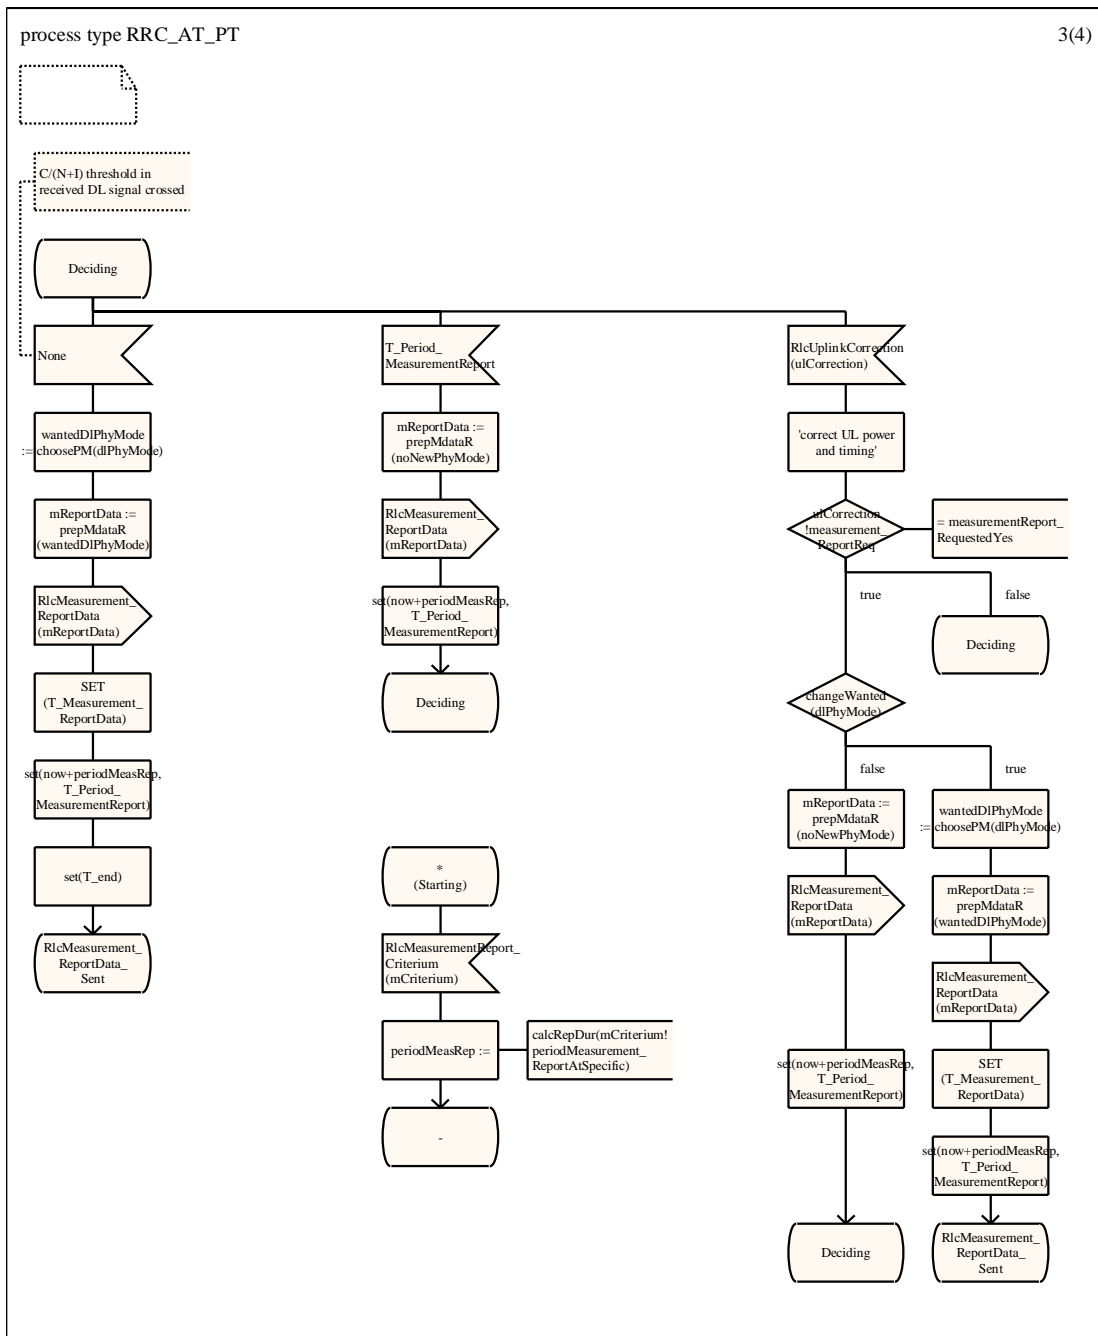 process type RRC_AT_PT
3(4)
C/(N+I) threshold in
received DL signal crossed
Deciding
None
wantedDlPhyMode
:= choosePM(dlPhyMode)
mReportData :=
prepMdataR
(wantedDlPhyMode)
RlcMeasurement_
ReportData
(mReportData)
SET
(T_Measurement_
ReportData)
set(now+periodMeasRep,
T_Period_
MeasurementReport)
set(T_end)
RlcMeasurement_
ReportData_
Sent
T_Period_
MeasurementReport
mReportData :=
prepMdataR
(noNewPhyMode)
RlcMeasurement_
ReportData
(mReportData)
set(now+periodMeasRep,
T_Period_
MeasurementReport)
Deciding
*
(Starting)
RlcMeasurementReport_
Criterium
(mCriterium)
periodMeasRep :=
calcRepDur(mCriterium!
periodMeasurement_
ReportAtSpecific)
-
RlcUplinkCorrection
(ulCorrection)
'correct UL power
and timing'
ulCorrection
!measurement_
ReportReq
= measurementReport_
RequestedYes
true
false
Deciding
changeWanted
(dlPhyMode)
false
true
mReportData :=
prepMdataR
(noNewPhyMode)
RlcMeasurement_
ReportData
(mReportData)
set(now+periodMeasRep,
T_Period_
MeasurementReport)
Deciding
wantedDlPhyMode
:= choosePM(dlPhyMode)
mReportData :=
prepMdataR
(wantedDlPhyMode)
RlcMeasurement_
ReportData
(mReportData)
SET
(T_Measurement_
ReportData)
set(now+periodMeasRep,
T_Period_
MeasurementReport)
RlcMeasurement_
ReportData_
Sent